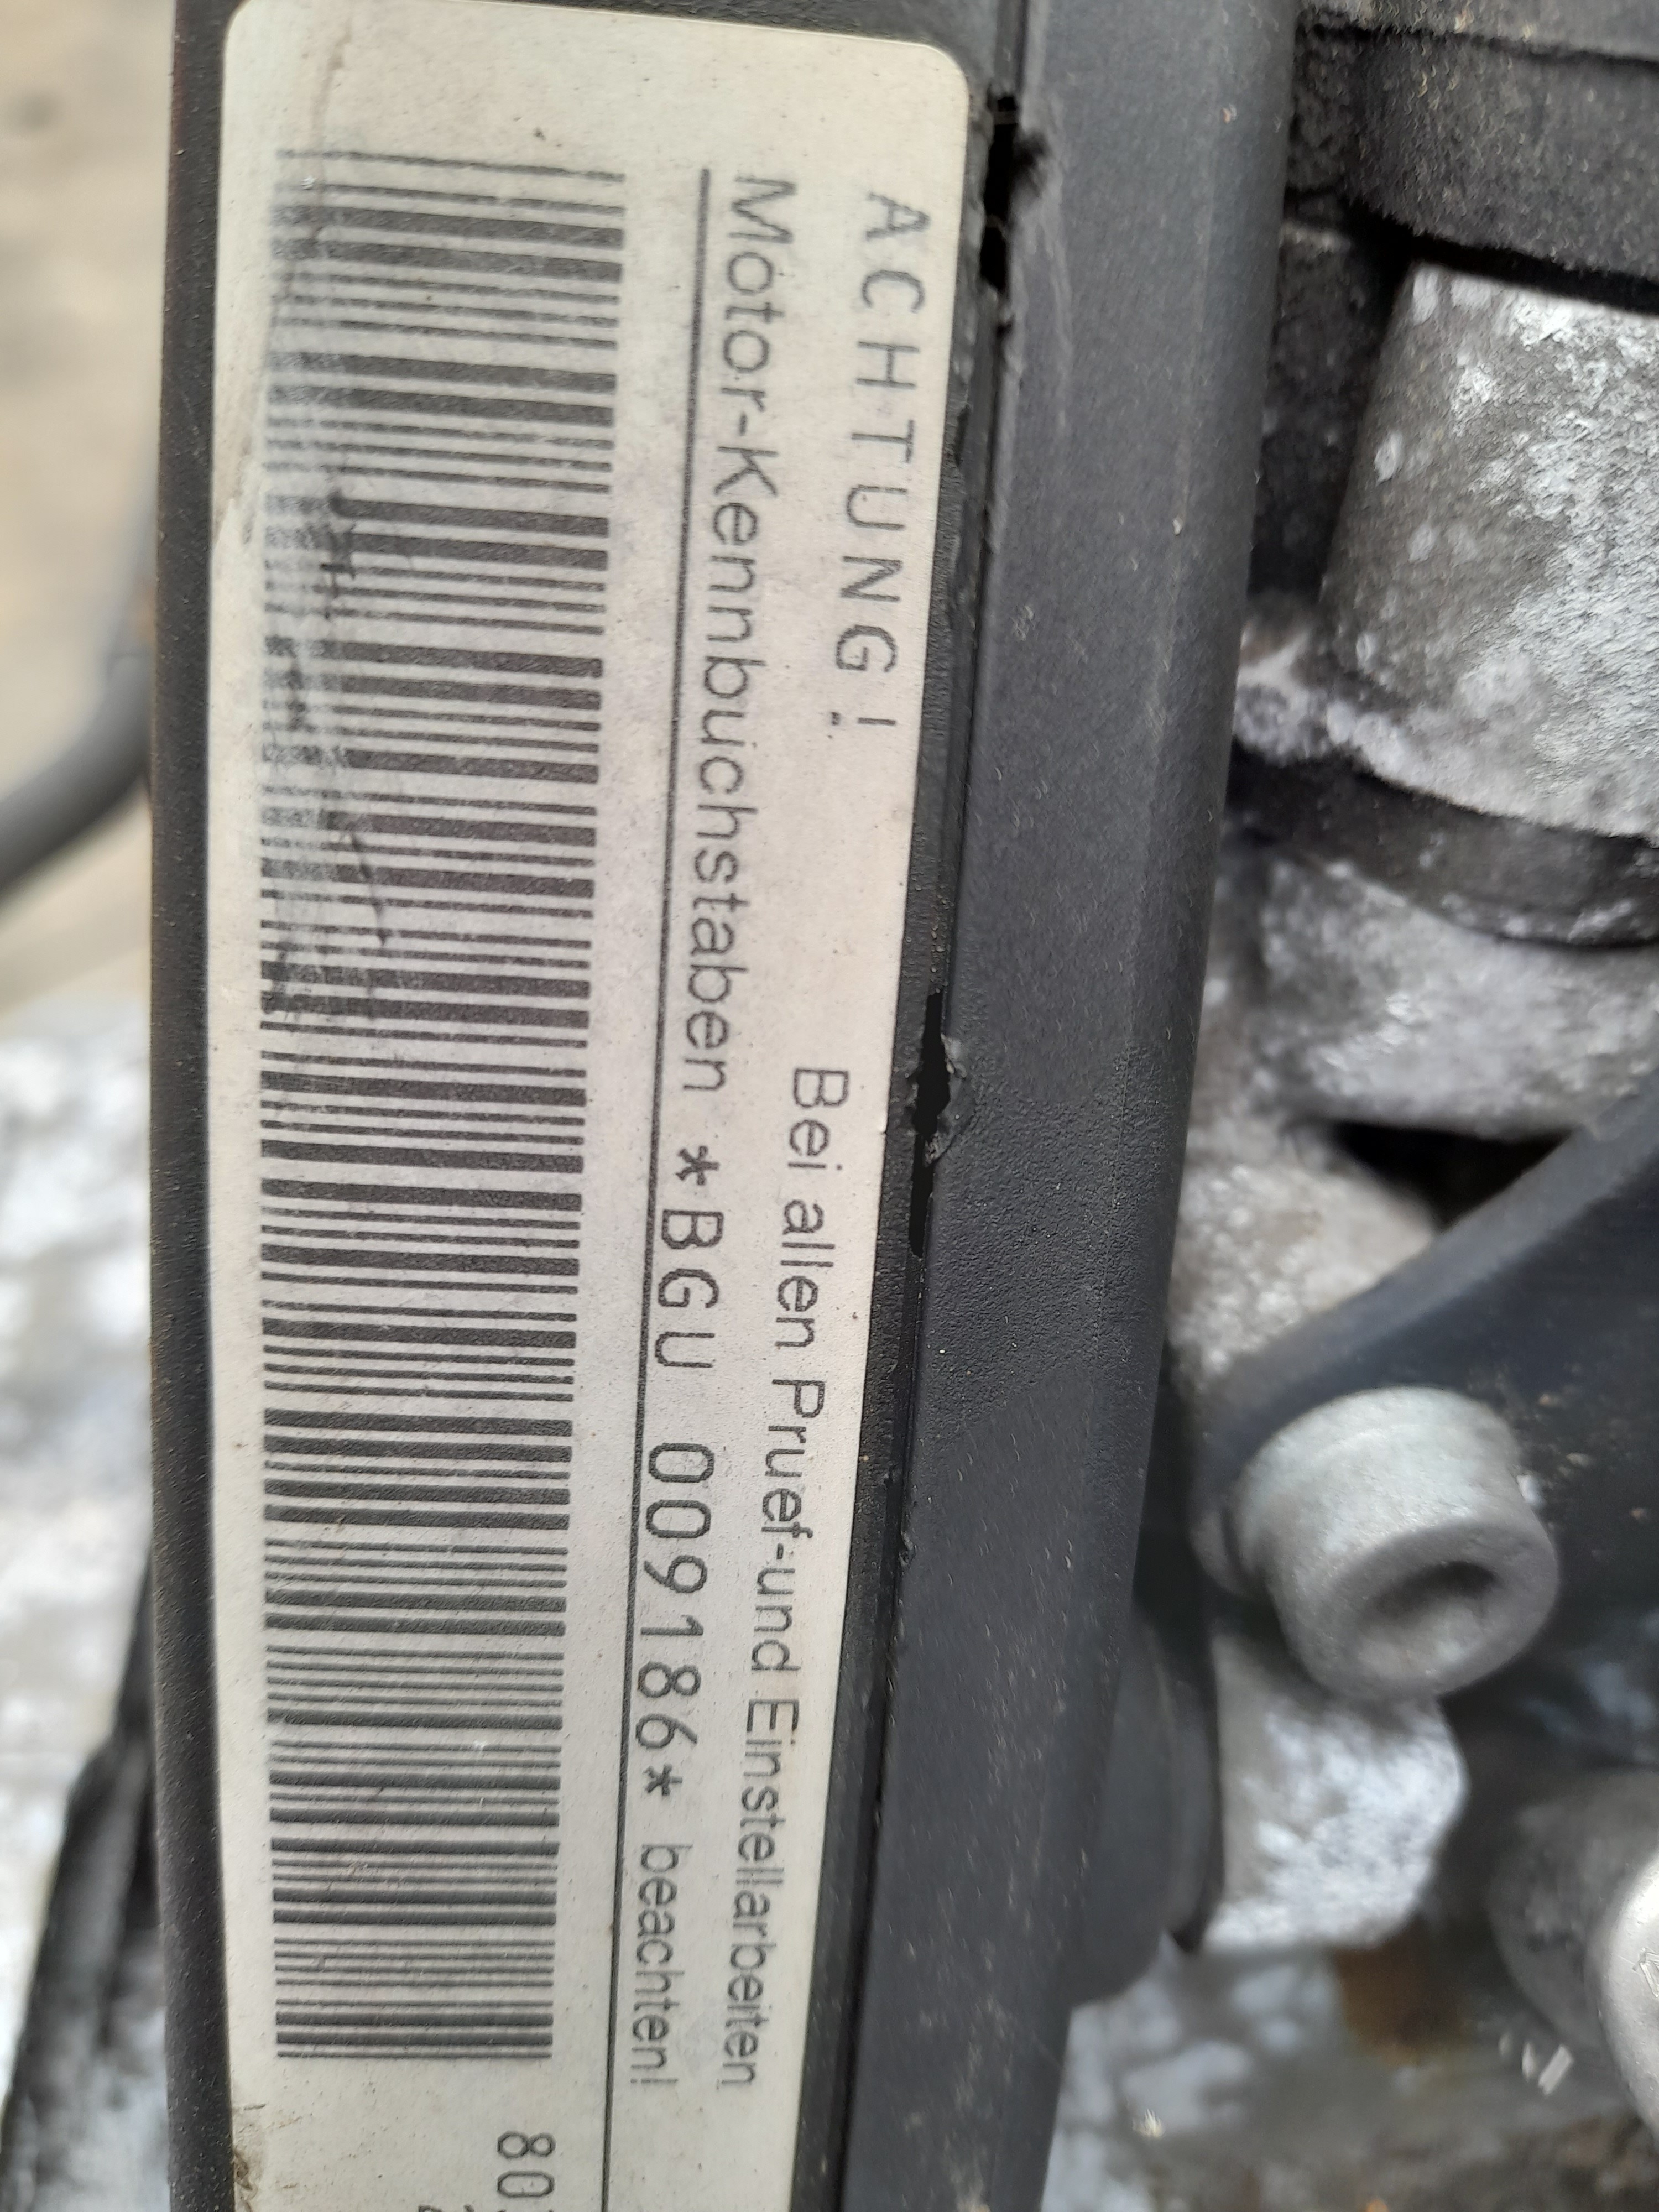 ACHTUNG!
Bei allen Pruef-und Einstellarbeiten
Motor-Kennbuchstaben *BGU 009186* beachten!